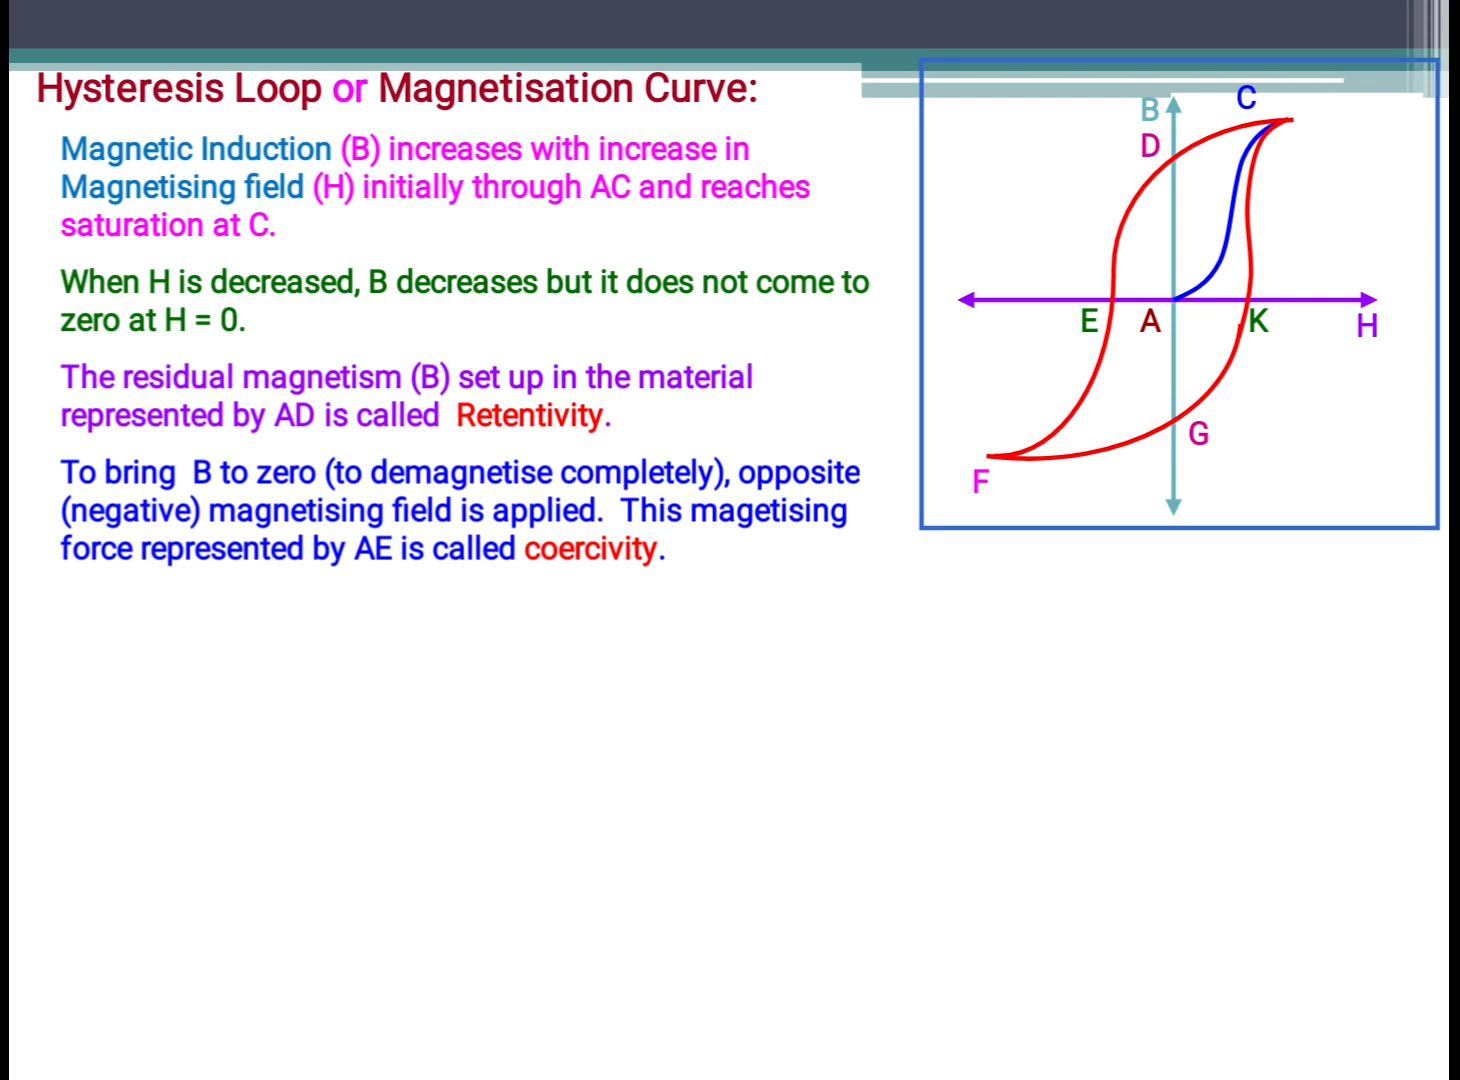 Hysteresis Loop or Magnetisation Curve:
Magnetic Induction (B) increases with increase in
Magnetising field (H) initially through AC and reaches
saturation at C.
When H is decreased, B decreases but it does not come to
zero at H = 0.
The residual magnetism (B) set up in the material
represented by AD is called Retentivity.
To bring B to zero (to demagnetise completely), opposite
(negative) magnetising field is applied. This magetising
force represented by AE is called coercivity.
B
C
D
E
A
K
H
G
F